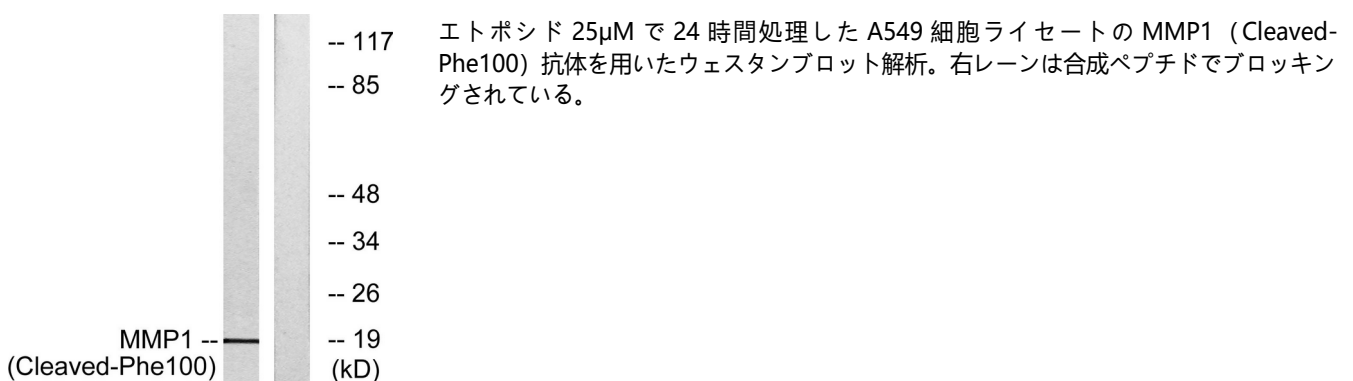 -- 117
-- 85
-- 48
-- 34
-- 26
MMP1 --
-- 19
(Cleaved-Phe100)
(kD)
エトポシド 25μM で 24 時間処理した A549 細胞ライセートの MMP1（Cleaved-
Phe100）抗体を用いたウェスタンブロット解析。右レーンは合成ペプチドでブロッキン
グされている。